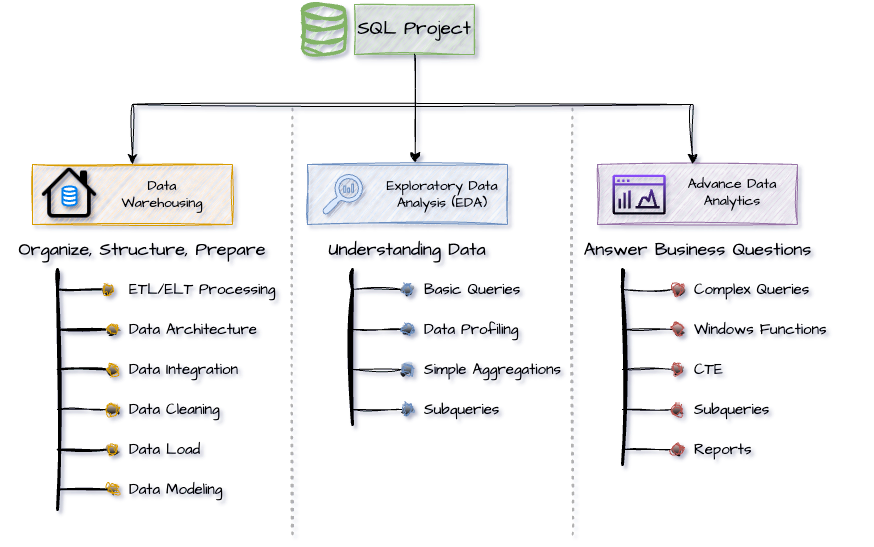 SQL Project
Data
Warehousing
Organize, Structure, Prepare
ETL/ELT Processing
Data Architecture
Data Integration
Data Cleaning
Data Load
Data Modeling
Exploratory Data
Analysis (EDA)
Understanding Data
Basic Queries
Data Profiling
Simple Aggregations
Subqueries
Advance Data
Analytics
Answer Business Questions
Complex Queries
Windows Functions
CTE
Subqueries
Reports